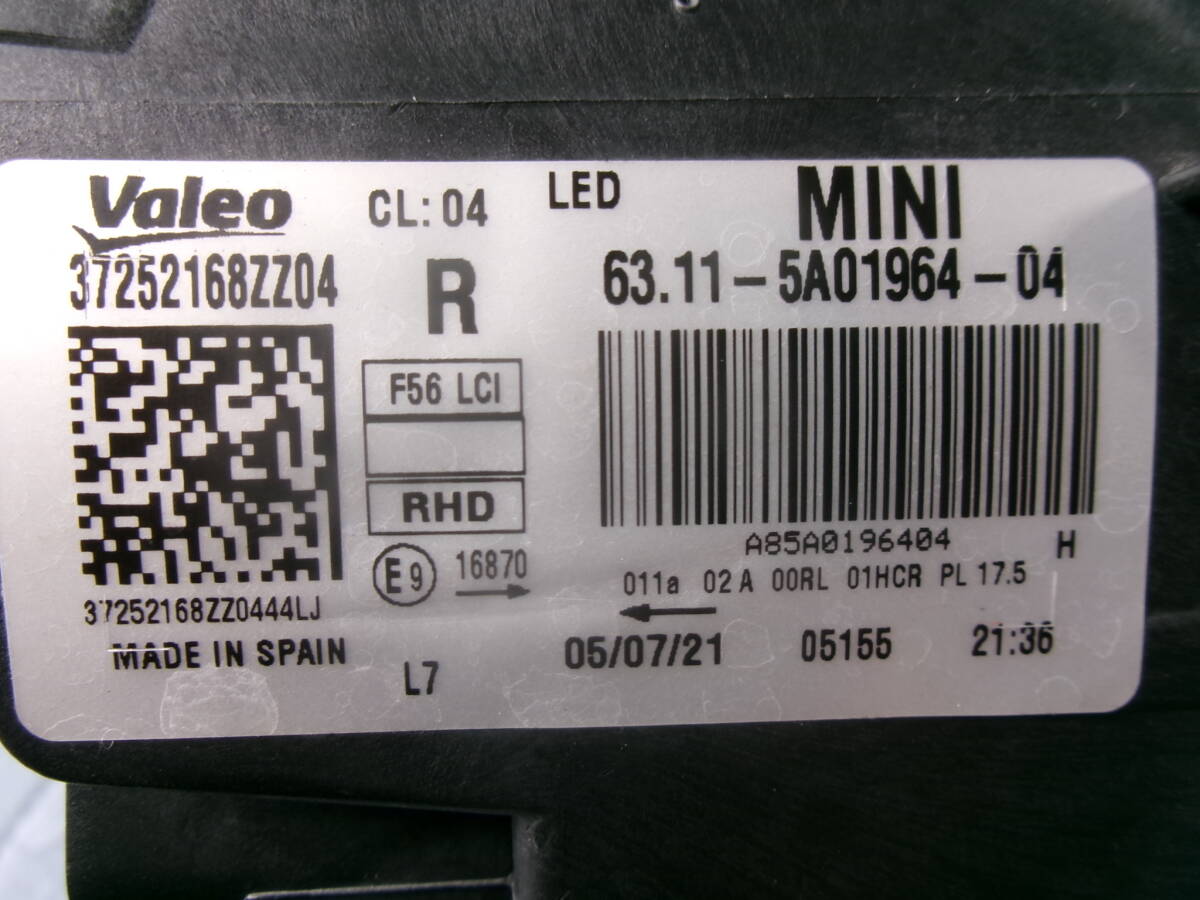 Valeo CL: 04 LED MINI
37252168ZZ04 R 63.11-5A01964-04
F56 LCI
RHD
A85A0196404 H
E9 16870 011a 02A 00RL 01HCR PL 17.5
37252168ZZ0444LJ
MADE IN SPAIN L7 05/07/21 05155 21:36